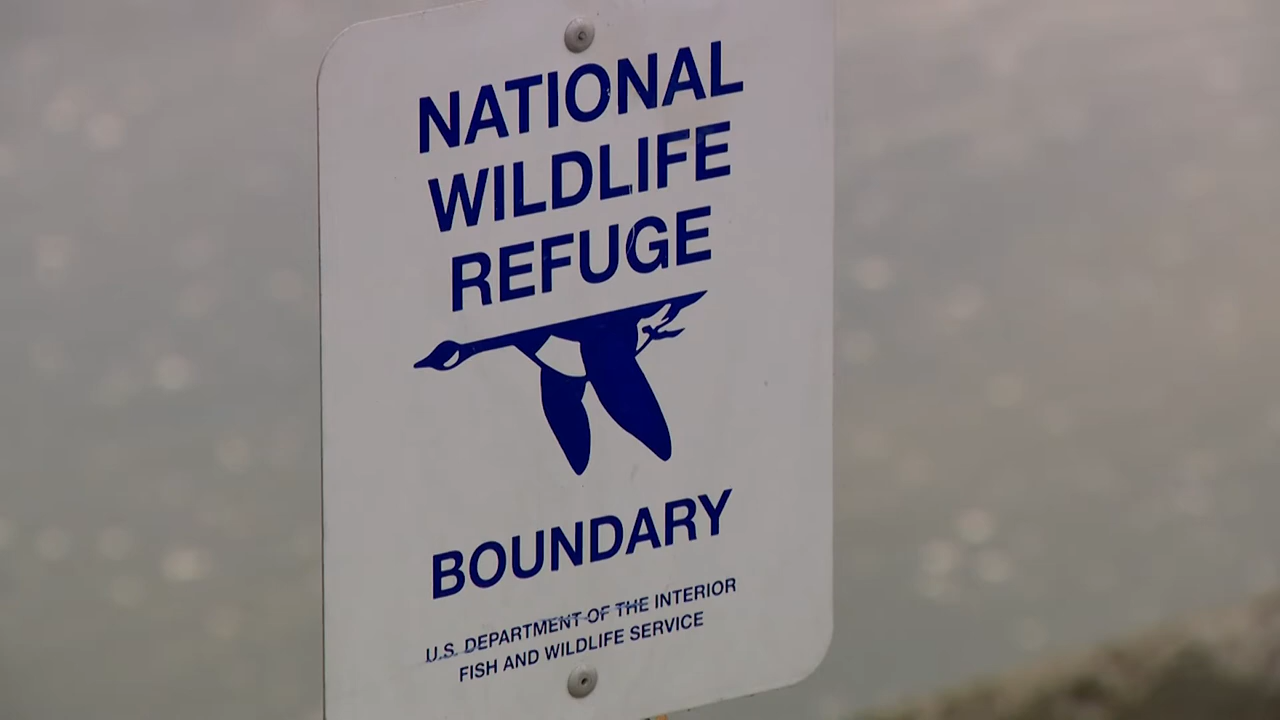 NATIONAL
WILDLIFE
REFUGE
BOUNDARY
U.S. DEPARTMENT OF THE INTERIOR
FISH AND WILDLIFE SERVICE